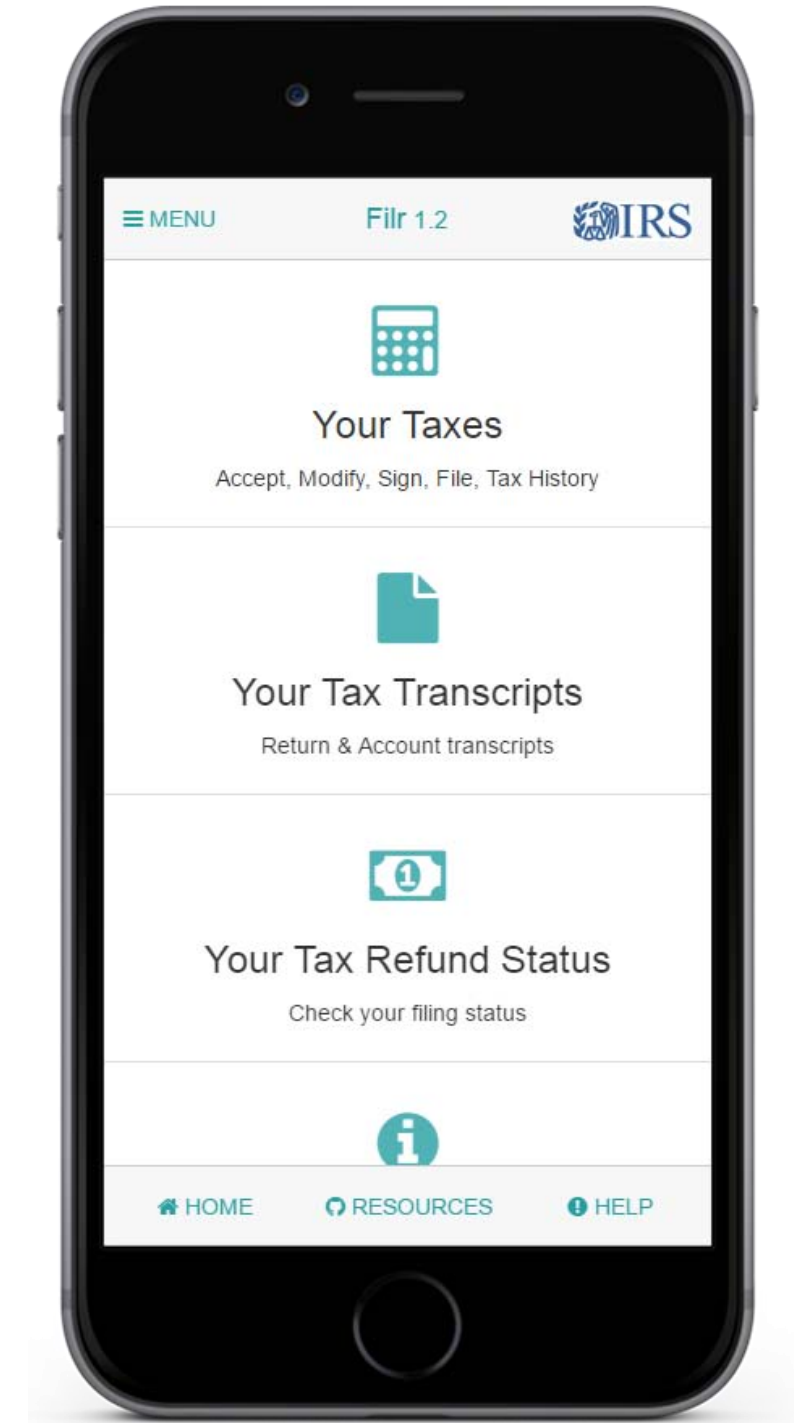 MENU
Filr 1.2
IRS
Your Taxes
Accept, Modify, Sign, File, Tax History
Your Tax Transcripts
Return & Account transcripts
1
Your Tax Refund Status
Check your filing status
HOME
RESOURCES
HELP